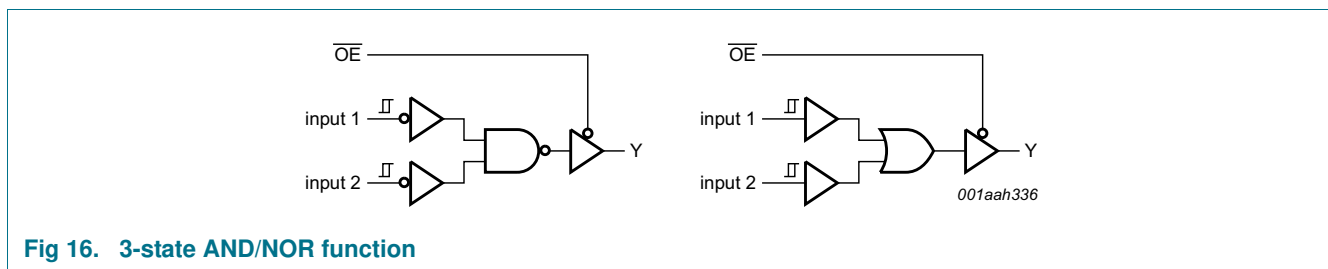 OE
input 1
input 2
Y
OE
input 1
input 2
Y
001aah336
Fig 16. 3-state AND/NOR function